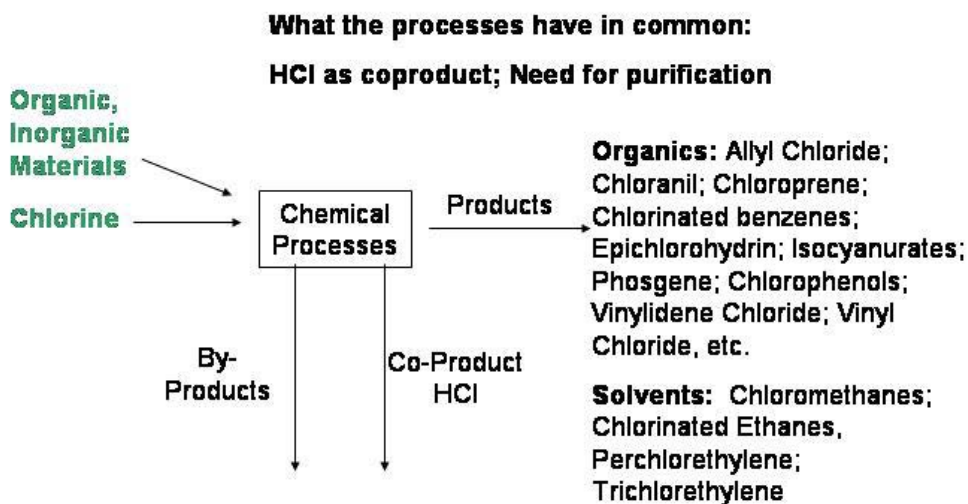 What the processes have in common:
HCl as coproduct; Need for purification
Organic,
Inorganic
Materials
Chlorine
Chemical
Processes
Products
By-
Products
Co-Product
HCl
Organics: Allyl Chloride;
Chloranil; Chloroprene;
Chlorinated benzenes;
Epichlorohydrin; Isocyanurates;
Phosgene; Chlorophenols;
Vinylidene Chloride; Vinyl
Chloride, etc.
Solvents: Chloromethanes;
Chlorinated Ethanes,
Perchlorethylene;
Trichlorethylene